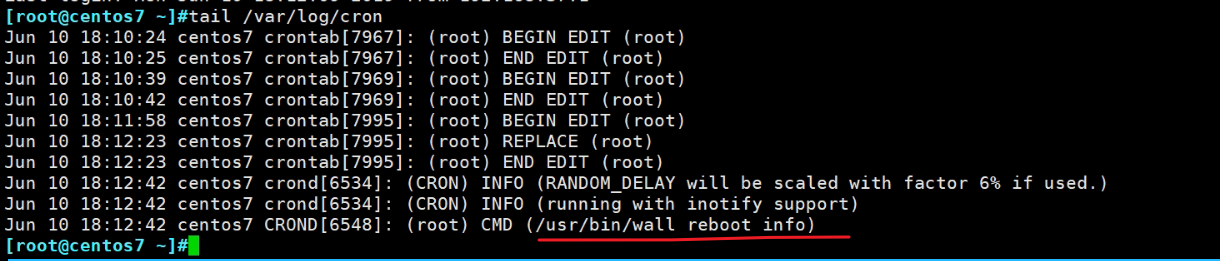 [root@centos7 ~]#tail /var/log/cron
Jun 10 18:10:24 centos7 crontab[7967]: (root) BEGIN EDIT (root)
Jun 10 18:10:25 centos7 crontab[7967]: (root) END EDIT (root)
Jun 10 18:10:39 centos7 crontab[7969]: (root) BEGIN EDIT (root)
Jun 10 18:10:42 centos7 crontab[7969]: (root) END EDIT (root)
Jun 10 18:11:58 centos7 crontab[7995]: (root) BEGIN EDIT (root)
Jun 10 18:12:23 centos7 crontab[7995]: (root) REPLACE (root)
Jun 10 18:12:23 centos7 crontab[7995]: (root) END EDIT (root)
Jun 10 18:12:42 centos7 crond[6534]: (CRON) INFO (RANDOM_DELAY will be scaled with factor 6% if used.)
Jun 10 18:12:42 centos7 crond[6534]: (CRON) INFO (running with inotify support)
Jun 10 18:12:42 centos7 CROND[6548]: (root) CMD (/usr/bin/wall reboot info)
[root@centos7 ~]#